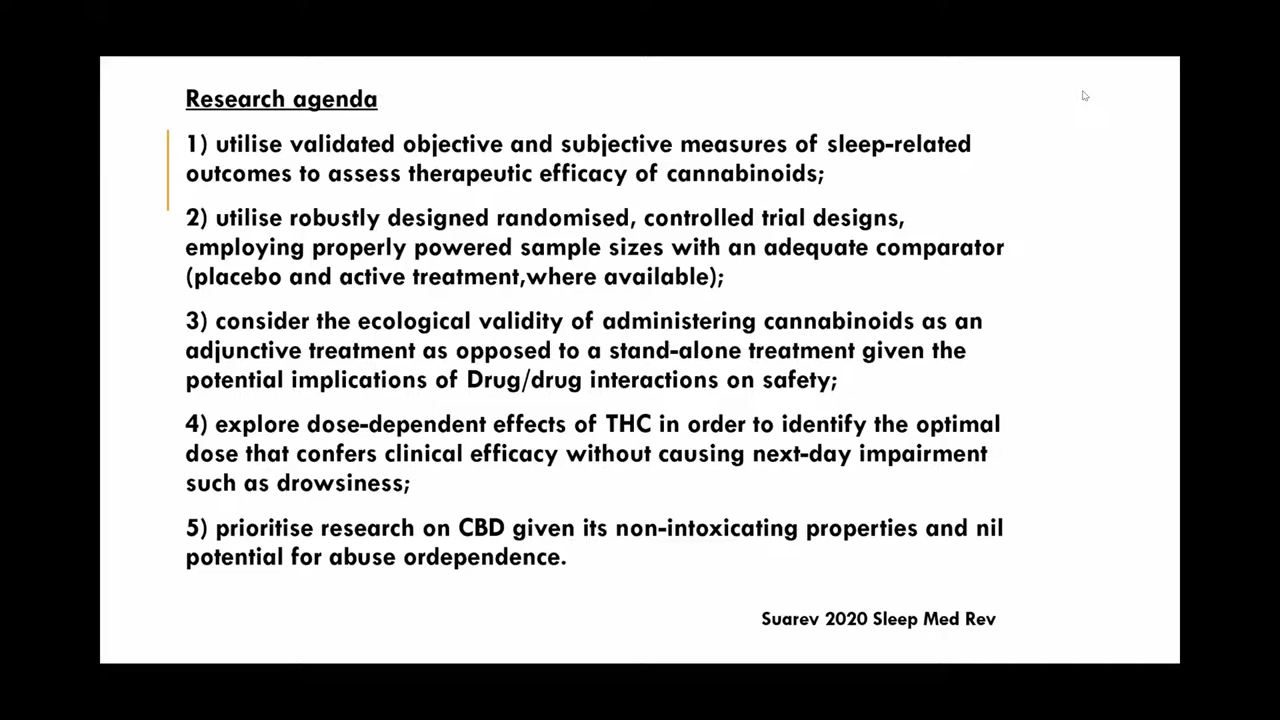 Research agenda
1) utilise validated objective and subjective measures of sleep-related
outcomes to assess therapeutic efficacy of cannabinoids;
2) utilise robustly designed randomised, controlled trial designs,
employing properly powered sample sizes with an adequate comparator
(placebo and active treatment,where available);
3) consider the ecological validity of administering cannabinoids as an
adjunctive treatment as opposed to a stand-alone treatment given the
potential implications of Drug/drug interactions on safety;
4) explore dose-dependent effects of THC in order to identify the optimal
dose that confers clinical efficacy without causing next-day impairment
such as drowsiness;
5) prioritise research on CBD given its non-intoxicating properties and nil
potential for abuse ordependence.
Suarev 2020 Sleep Med Rev